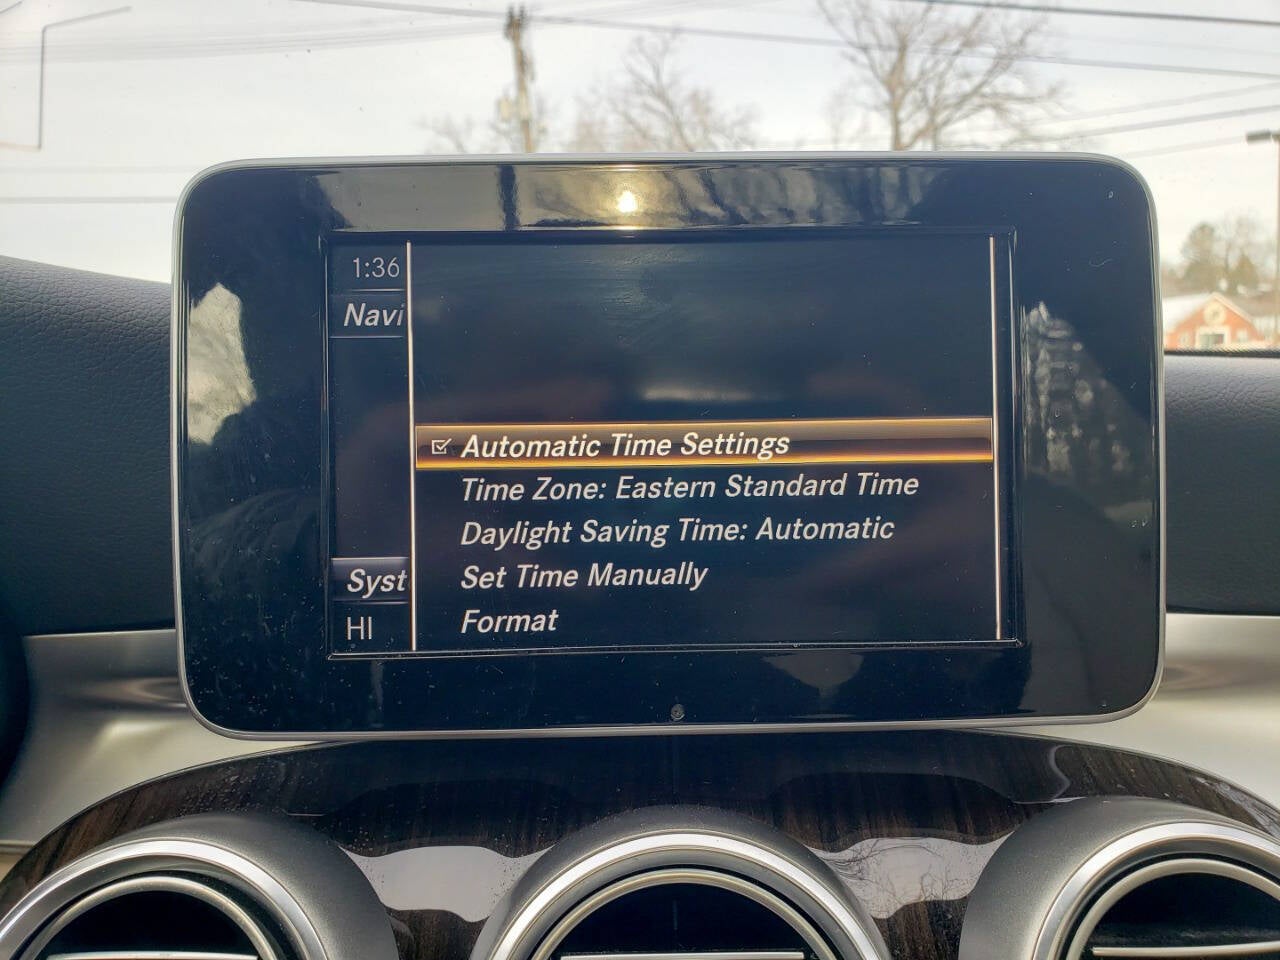 1:36
Navi
Automatic Time Settings
Time Zone: Eastern Standard Time
Daylight Saving Time: Automatic
Set Time Manually
Syst
Format
HI